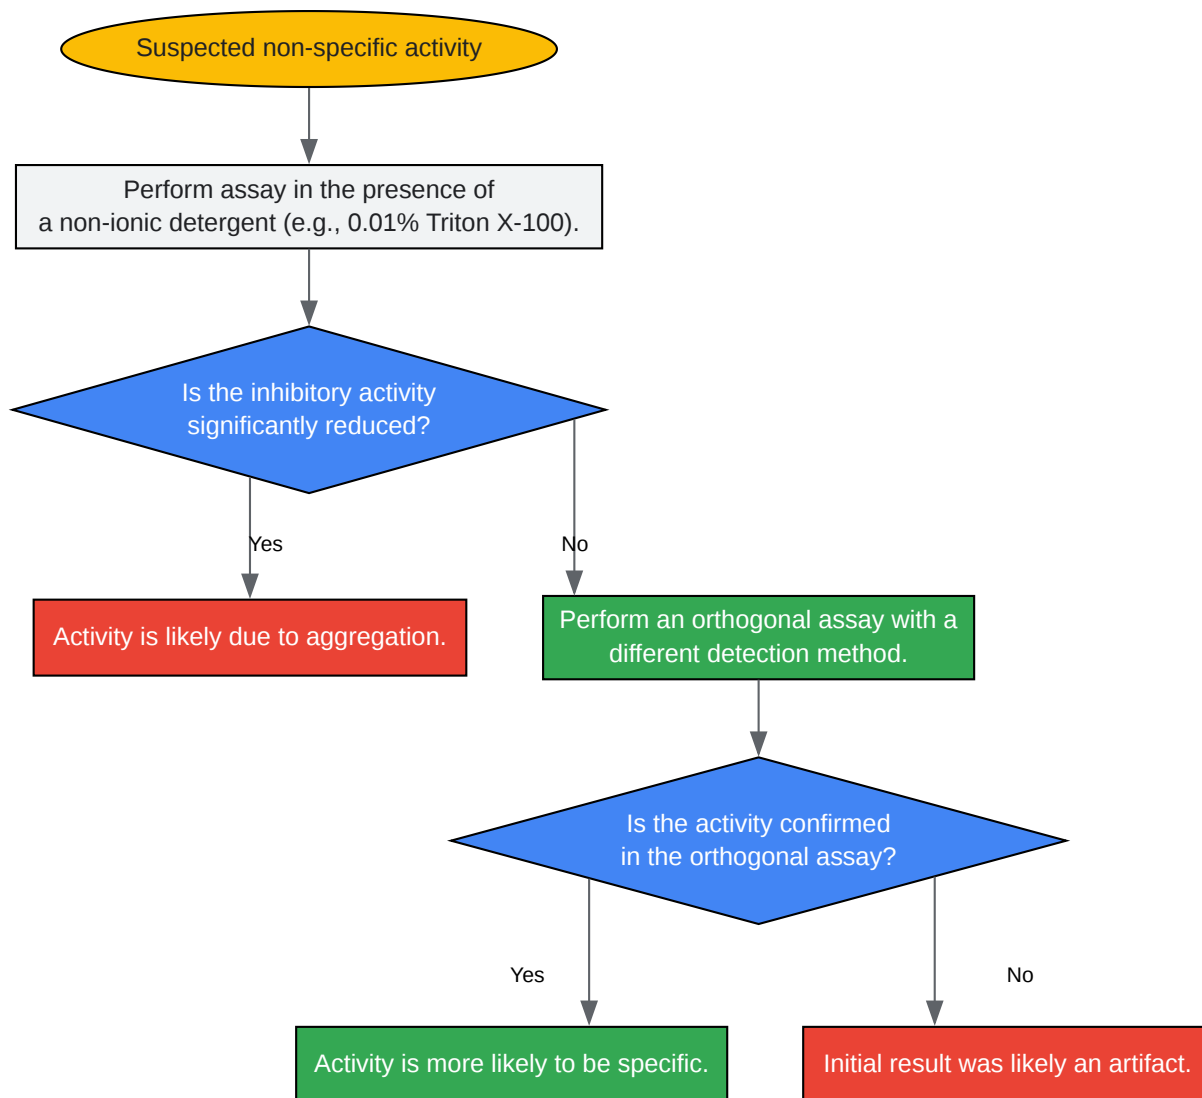 Suspected non-specific activity
Perform assay in the presence of
a non-ionic detergent (e.g., 0.01% Triton X-100).
Is the inhibitory activity
significantly reduced?
Yes
No
Activity is likely due to aggregation.
Perform an orthogonal assay with a
different detection method.
Is the activity confirmed
in the orthogonal assay?
Yes
No
Activity is more likely to be specific.
Initial result was likely an artifact.